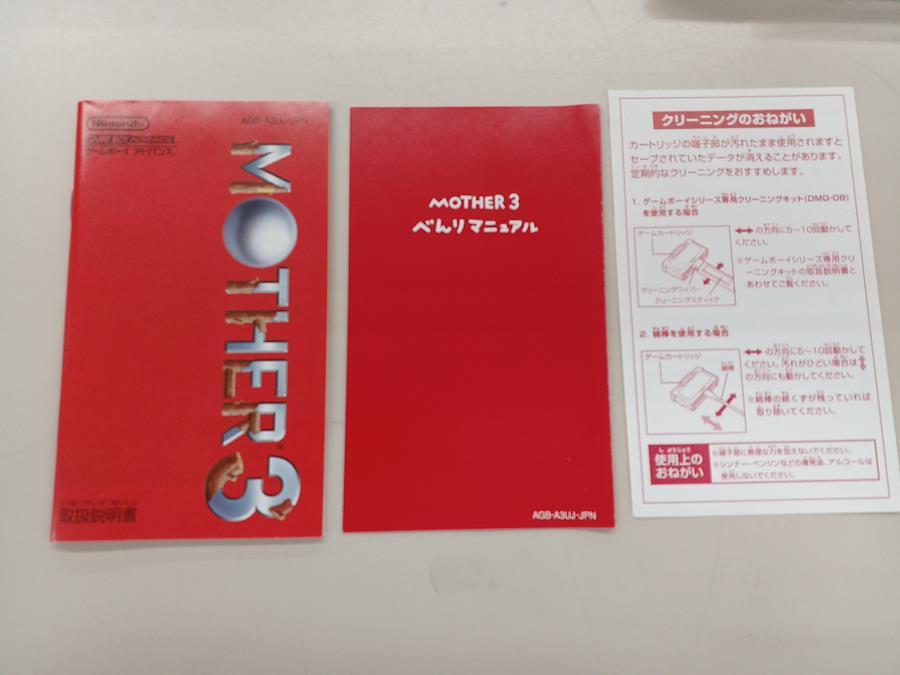 Nintendo
GAME BOY ADVANCE
ゲームボーイ アドバンス
AGB-A3UJ-JPN
MOTHER 3
取扱説明書
MOTHER 3
べんりマニュアル
AGB-A3UJ-JPN
クリーニングのおねがい
カートリッジの端子部が汚れたまま使用されますと
セーブされていたデータが消えることがあります。
定期的なクリーニングをおすすめします。
1. ゲームボーイシリーズ専用クリーニングキット(DMG-08)
を使用する場合
ゲームカートリッジ
クリーニングワイパー
クリーニングスティック
↔の方向に5~10回動かして
ください。
※ゲームボーイシリーズ専用クリ
ーニングキットの取扱説明書と
あわせてご覧ください。
2. 綿棒を使用する場合
ゲームカートリッジ
綿棒
↔の方向に5~10回動かして
ください。汚れがひどい場合は↕
の方向にも動かしてください。
※綿棒の綿くずが残っていれば
取り除いてください。
使用上の
おねがい
※端子部に無理な力を加えないでください。
※シンナー・ベンジンなどの揮発油、アルコールは
使用しないでください。